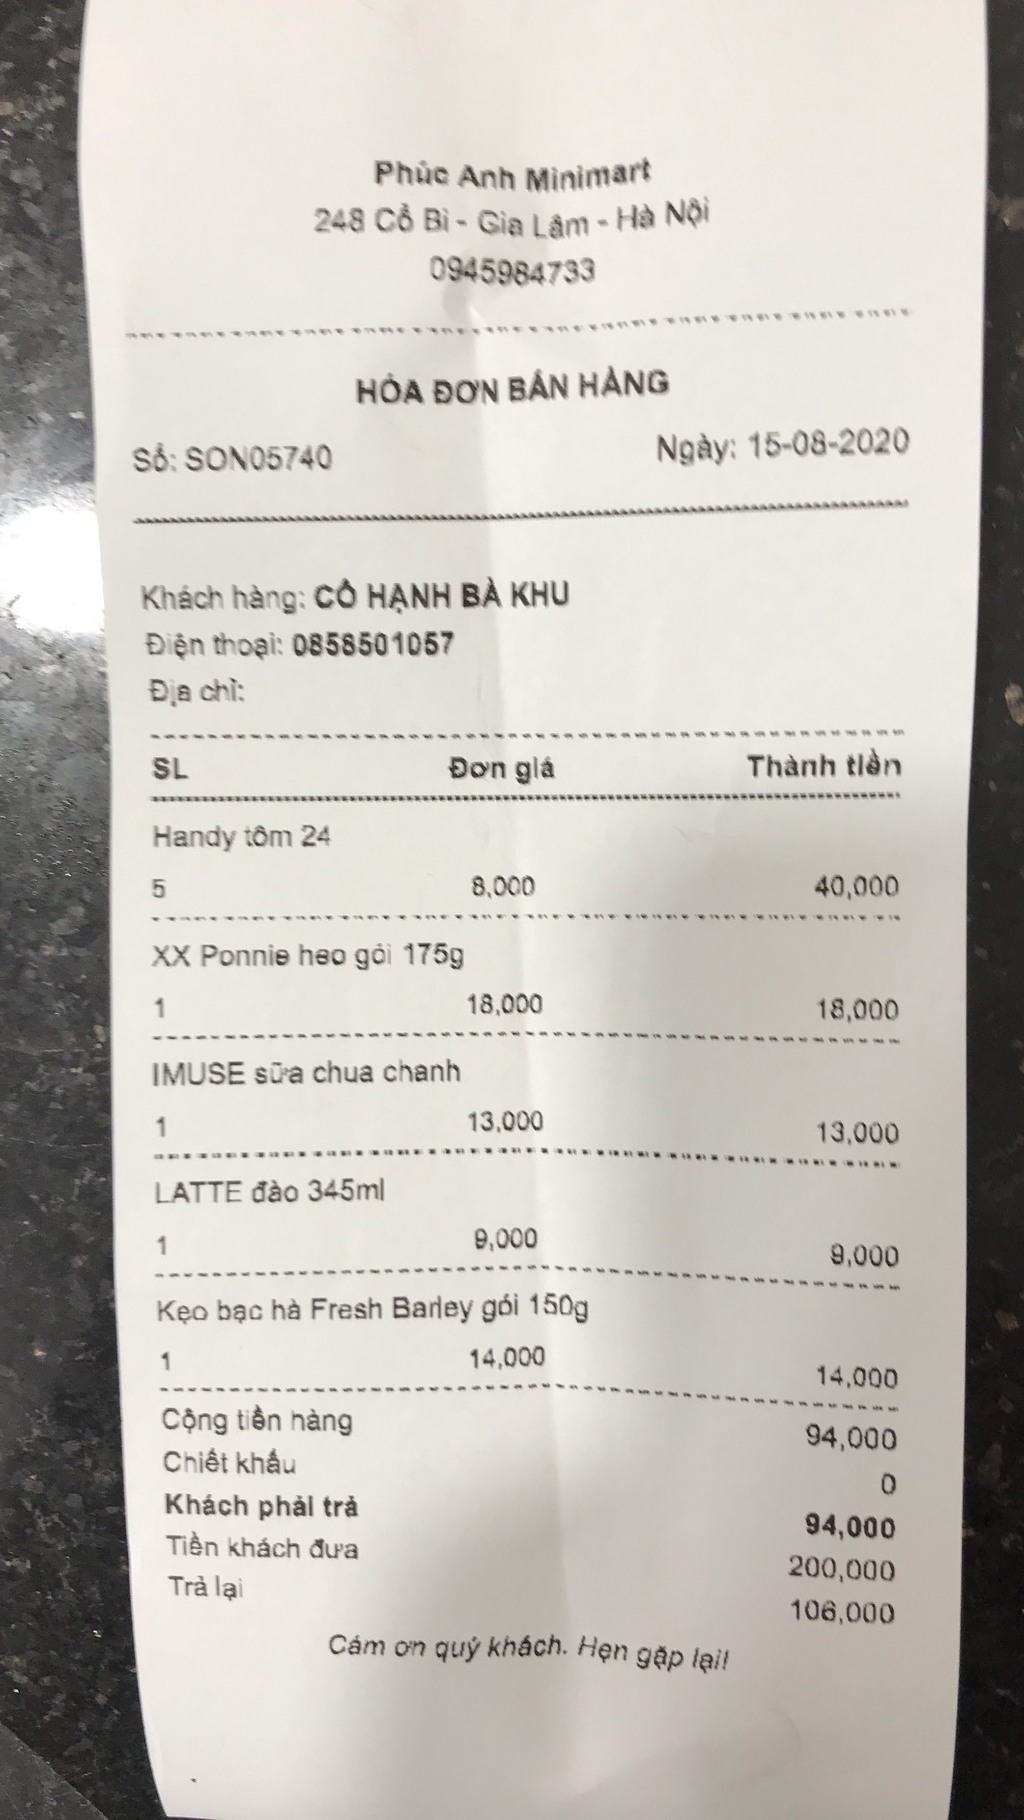 Phúc Anh Minimart
248 Cổ Bi - Gia Lâm - Hà Nội
0945984733
HÓA ĐƠN BÁN HÀNG
Số: SON05740 Ngày: 15-08-2020
Khách hàng: CÔ HẠNH BÀ KHU
Điện thoại: 0858501057
Địa chỉ:
SL Đơn giá Thành tiền
Handy tôm 24
5 8,000 40,000
XX Ponnie heo gói 175g
1 18,000 18,000
IMUSE sữa chua chanh
1 13,000 13,000
LATTE đào 345ml
1 9,000 9,000
Kẹo bạc hà Fresh Barley gói 150g
1 14,000 14,000
Cộng tiền hàng 94,000
Chiết khấu 0
Khách phải trả 94,000
Tiền khách đưa 200,000
Trả lại 106,000
Cám ơn quý khách. Hẹn gặp lại!